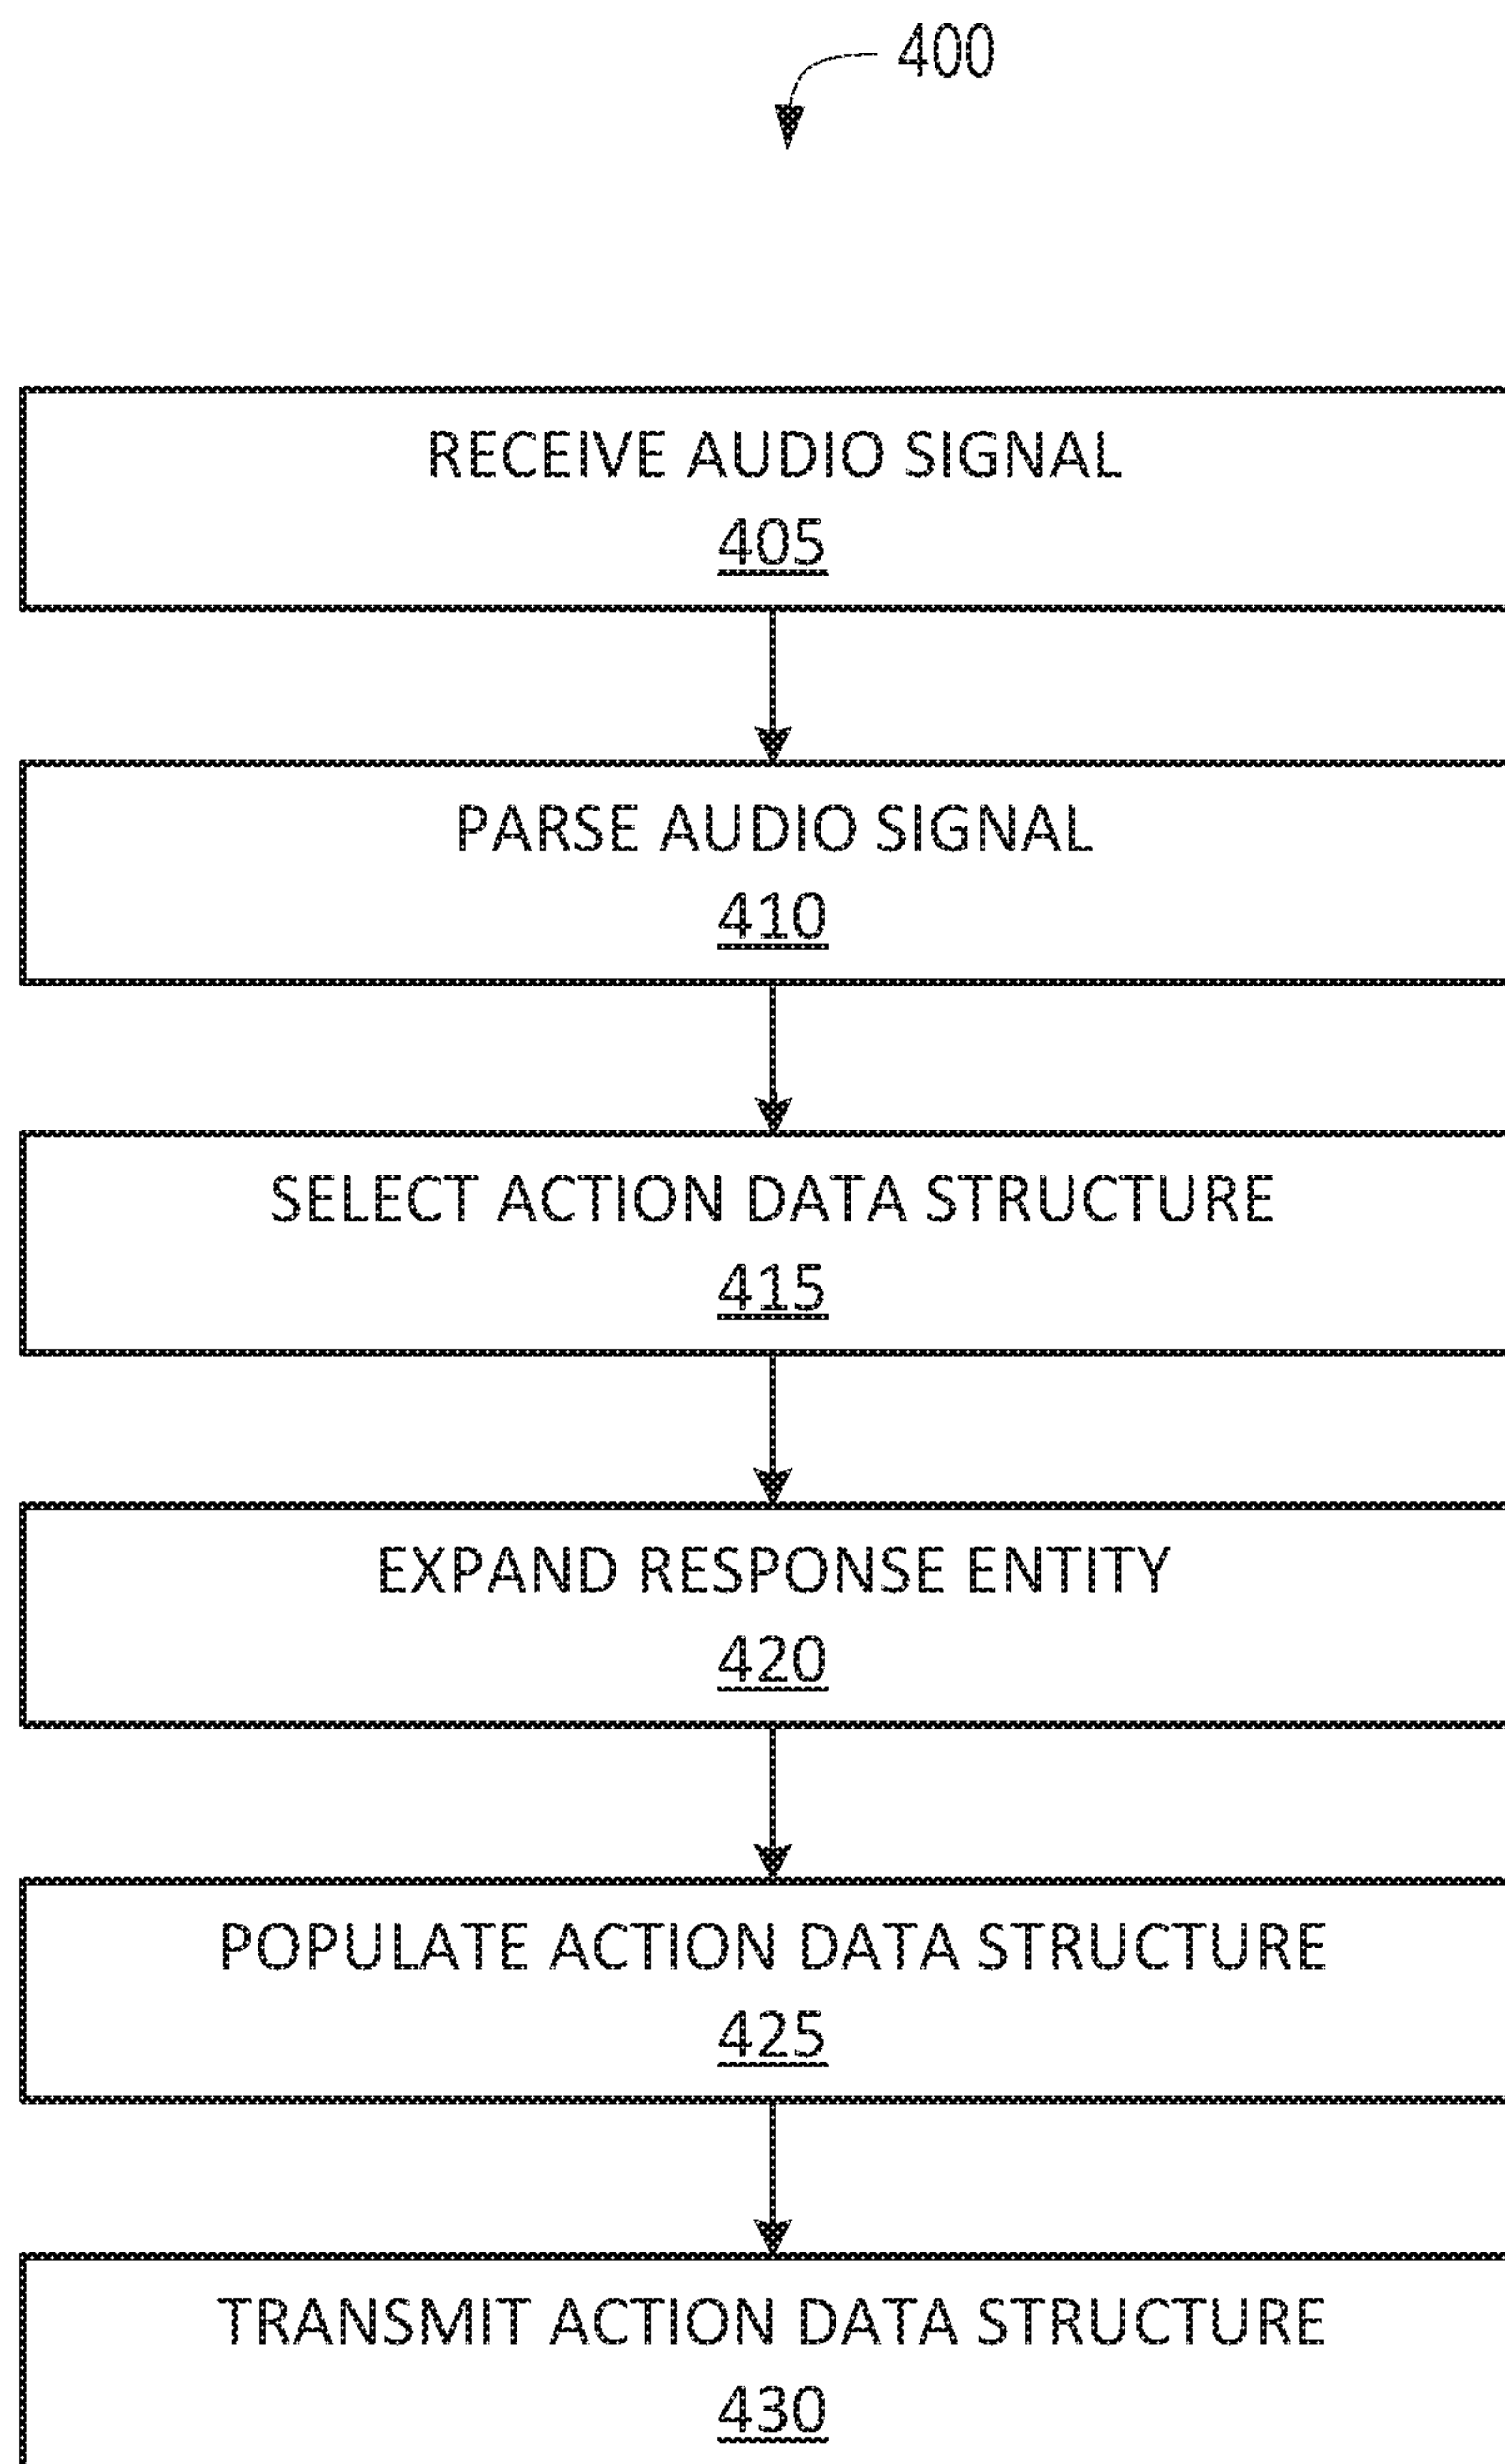 400
RECEIVE AUDIO SIGNAL
405
PARSE AUDIO SIGNAL
410
SELECT ACTION DATA STRUCTURE
415
EXPAND RESPONSE ENTITY
420
POPULATE ACTION DATA STRUCTURE
425
TRANSMIT ACTION DATA STRUCTURE
430